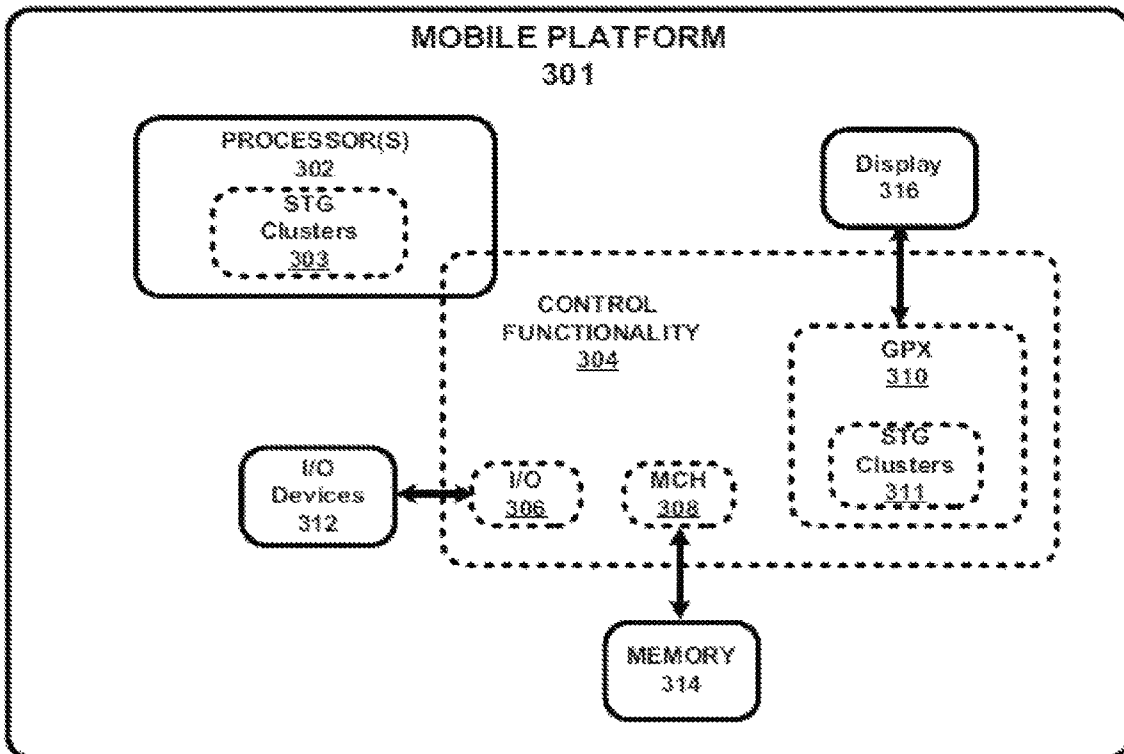 MOBILE PLATFORM
301
PROCESSOR(S)
302
STG
Clusters
303
Display
316
CONTROL
FUNCTIONALITY
304
GPX
310
STG
Clusters
311
I/O
Devices
312
I/O
306
MCH
308
MEMORY
314